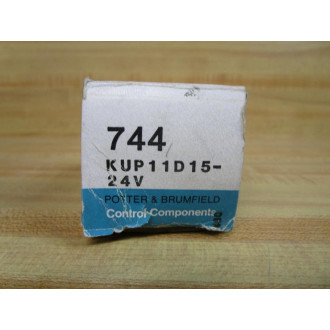 744
KUP11D15-
24V
POTTER & BRUMFIELD
Control Components